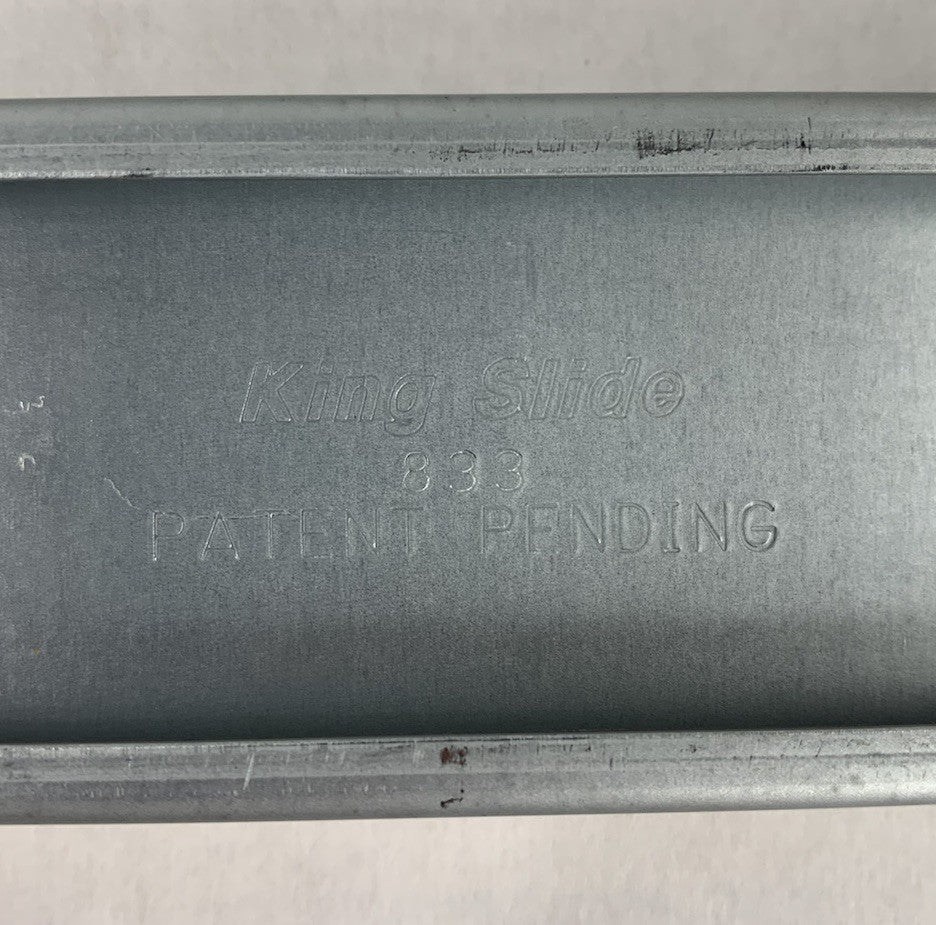 King Slide
833
PATENT PENDING